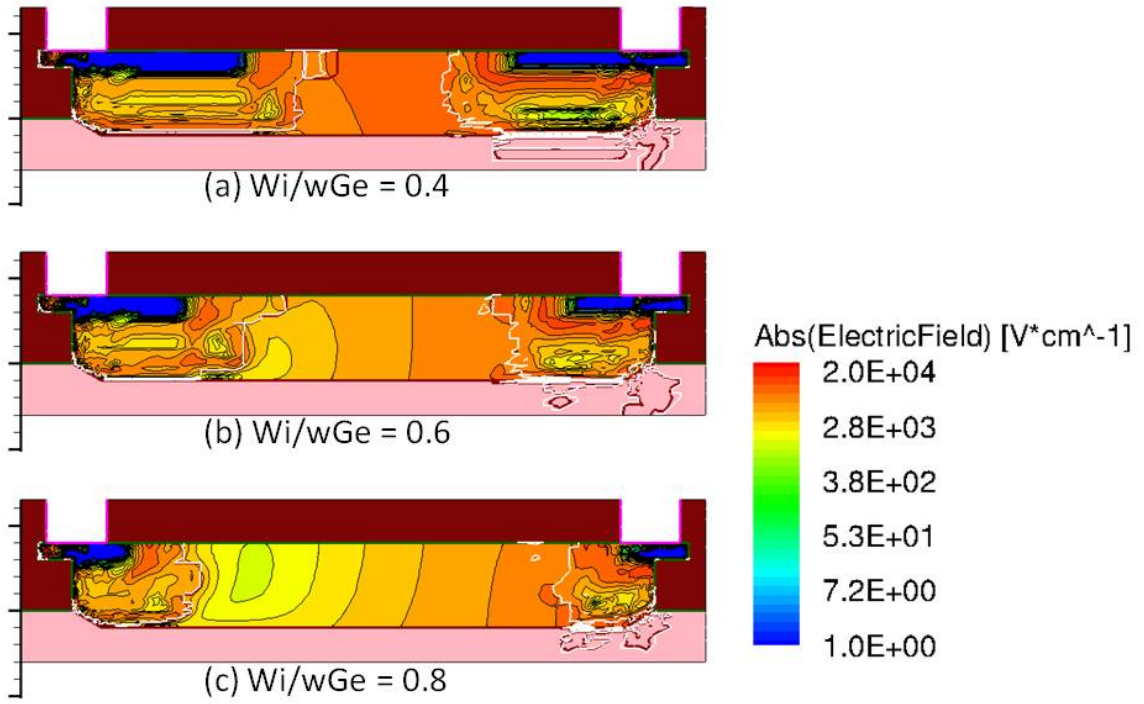 (a) Wi/wGe = 0.4
(b) Wi/wGe = 0.6
Abs(ElectricField) [V*cm^-1]
2.0E+04
2.8E+03
3.8E+02
5.3E+01
7.2E+00
1.0E+00
(c) Wi/wGe = 0.8